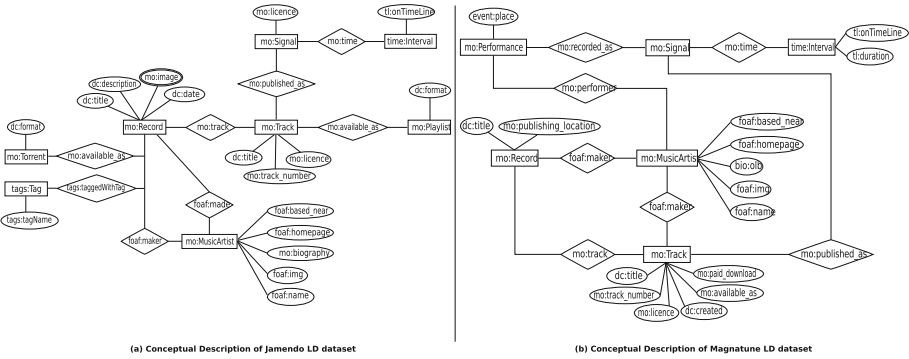 mo:licence
tl:onTimeLine
mo:Signal
mo:time
time:Interval
mo:published_as
mo:image
dc:description
dc:title
dc:date
dc:format
dc:format
mo:Record
mo:track
mo:Track
mo:available_as
mo:Playlist
mo:Torrent
mo:available_as
dc:title
mo:licence
mo:track_number
tags:Tag
tags:taggedWithTag
tags:tagName
foaf:made
foaf:maker
mo:MusicArtist
foaf:based_near
foaf:homepage
mo:biography
foaf:img
foaf:name
(a) Conceptual Description of Jamendo LD dataset
event:place
mo:Performance
mo:recorded_as
mo:Signal
mo:time
time:Interval
tl:onTimeLine
tl:duration
mo:performer
dc:title
mo:publishing_location
mo:Record
foaf:maker
mo:MusicArtist
foaf:based_near
foaf:homepage
bio:olb
foaf:img
foaf:name
foaf:maker
mo:track
mo:Track
mo:published_as
dc:title
mo:track_number
mo:licence
dc:created
mo:available_as
mo:paid_download
(b) Conceptual Description of Magnatune LD dataset